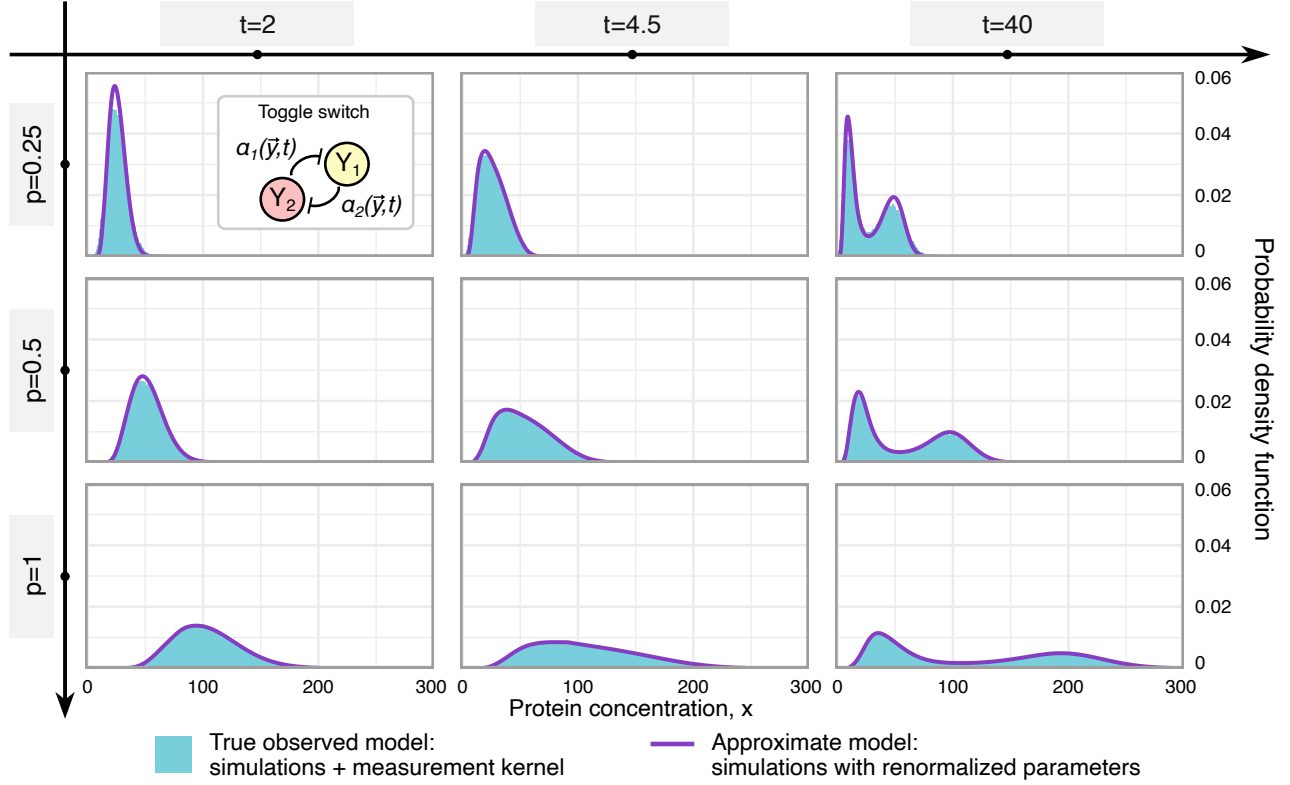 t=2
t=4.5
t=40
p=0.25
Toggle switch
α₁(y⃗,t)
Y₁
Y₂
α₂(y⃗,t)
0.06
0.04
0.02
0
p=0.5
0.06
0.04
0.02
0
p=1
0.06
0.04
0.02
0
Probability density function
0 100 200 300
0 100 200 300
0 100 200 300
Protein concentration, x
True observed model:
simulations + measurement kernel
Approximate model:
simulations with renormalized parameters